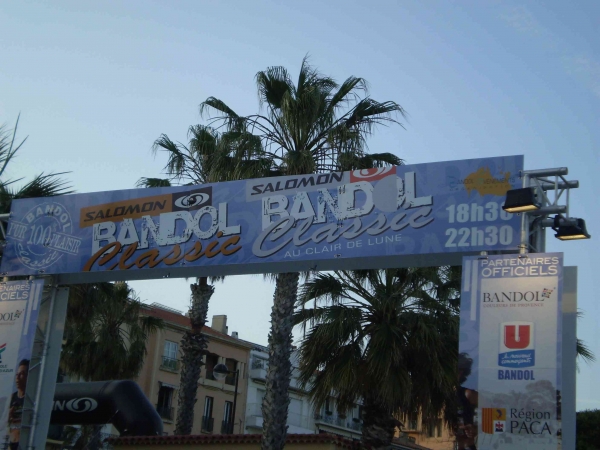 BANDOL
100% PLAISIR
SALOMON
BANDOL
Classic
SALOMON
BANDOL
Classic
AU CLAIR DE LUNE
18h30
22h30
PARTENAIRES
OFFICIELS
BANDOL
U
BANDOL
Région
PACA